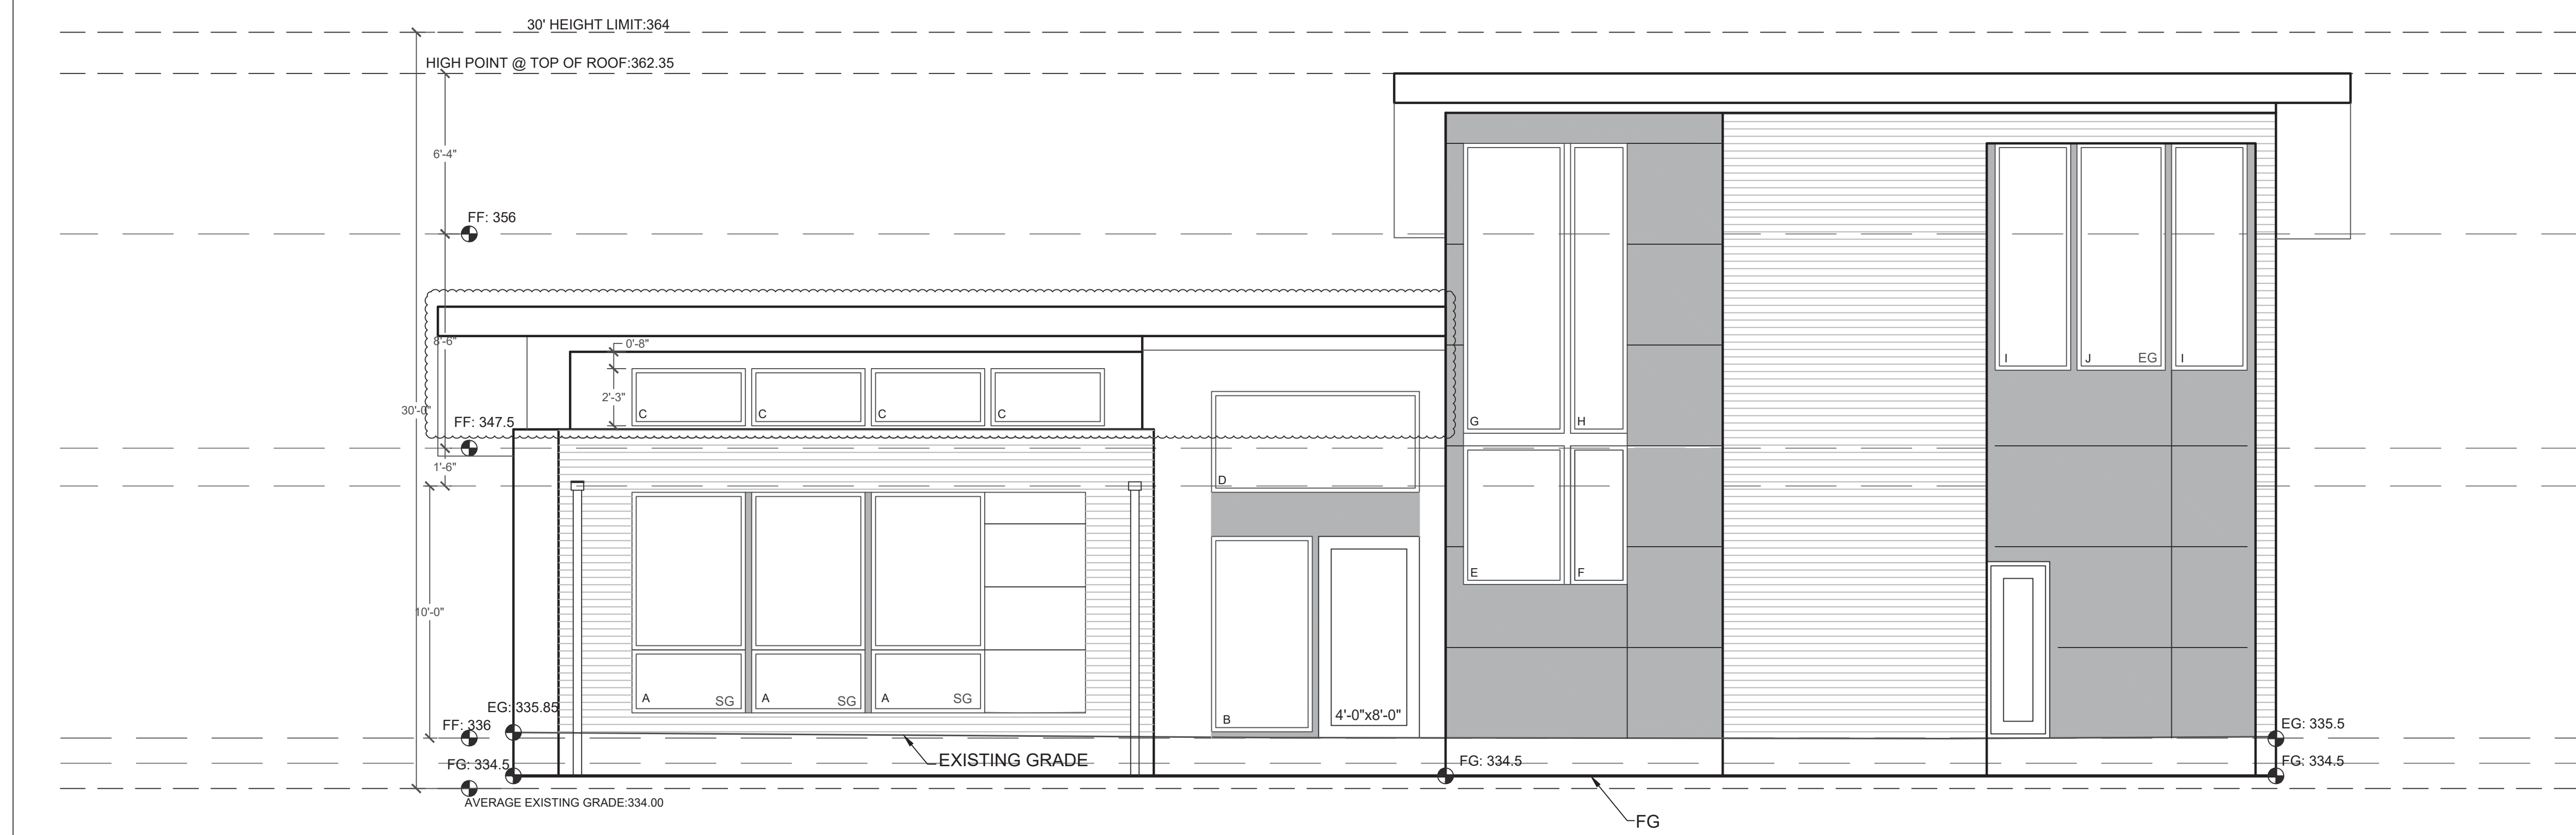 30' HEIGHT LIMIT:364
HIGH POINT @ TOP OF ROOF:362.35
6'-4"
FF: 356
8'-6"
0'-8"
2'-3"
C
C
C
C
30'-0"
FF: 347.5
1'-6"
D
G
H
I
J
EG
I
E
F
10'-0"
A
SG
A
SG
A
SG
B
4'-0"x8'-0"
EG: 335.85
FF: 336
EG: 335.5
EXISTING GRADE
FG: 334.5
FG: 334.5
FG: 334.5
AVERAGE EXISTING GRADE:334.00
FG